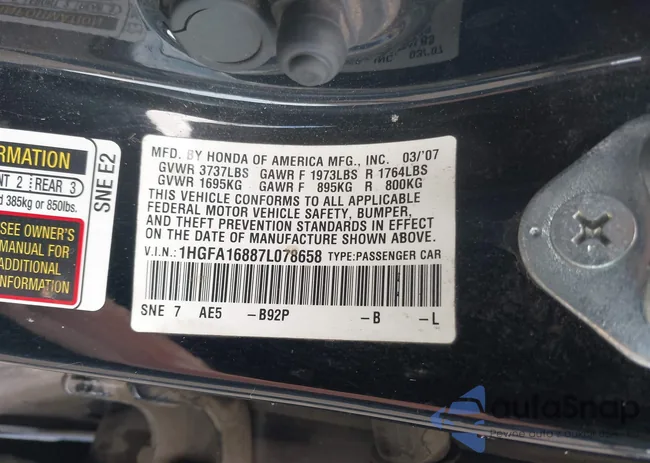 RMATION
NT 2 REAR 3
d 385kg or 850lbs.
SEE OWNER'S
MANUAL FOR
ADDITIONAL
SNE E2
MFD. BY HONDA OF AMERICA MFG., INC. 03/'07
GVWR 3737LBS GAWR F 1973LBS R 1764LBS
GVWR 1695KG GAWR F 895KG R 800KG
THIS VEHICLE CONFORMS TO ALL APPLICABLE
FEDERAL MOTOR VEHICLE SAFETY, BUMPER,
AND THEFT PREVENTION STANDARDS IN EFFECT
ON THE DATE OF MANUFACTURE SHOWN ABOVE.
V.I.N.: 1HGFA16887L078658 TYPE:PASSENGER CAR
SNE 7 AE5 -B92P -B -L
aulaSnap